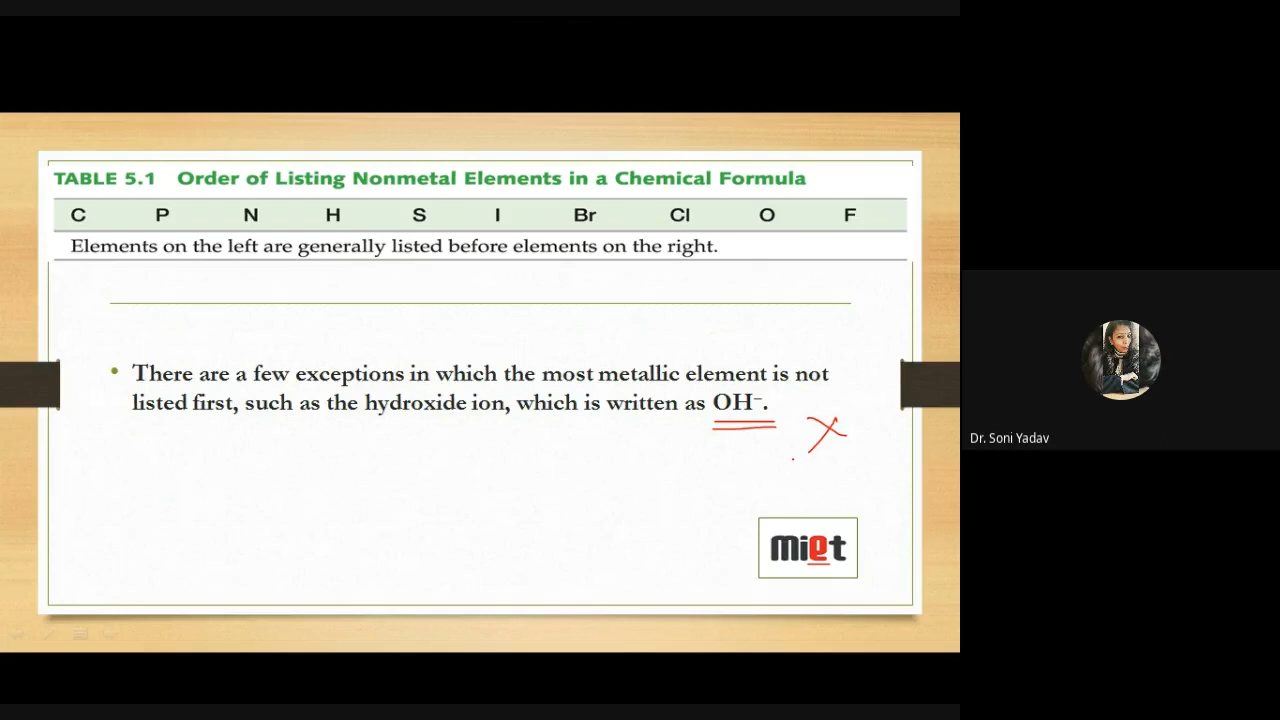 TABLE 5.1 Order of Listing Nonmetal Elements in a Chemical Formula
C P N H S I Br Cl O F
Elements on the left are generally listed before elements on the right.
• There are a few exceptions in which the most metallic element is not
listed first, such as the hydroxide ion, which is written as OH⁻.
X
miet
Dr. Soni Yadav